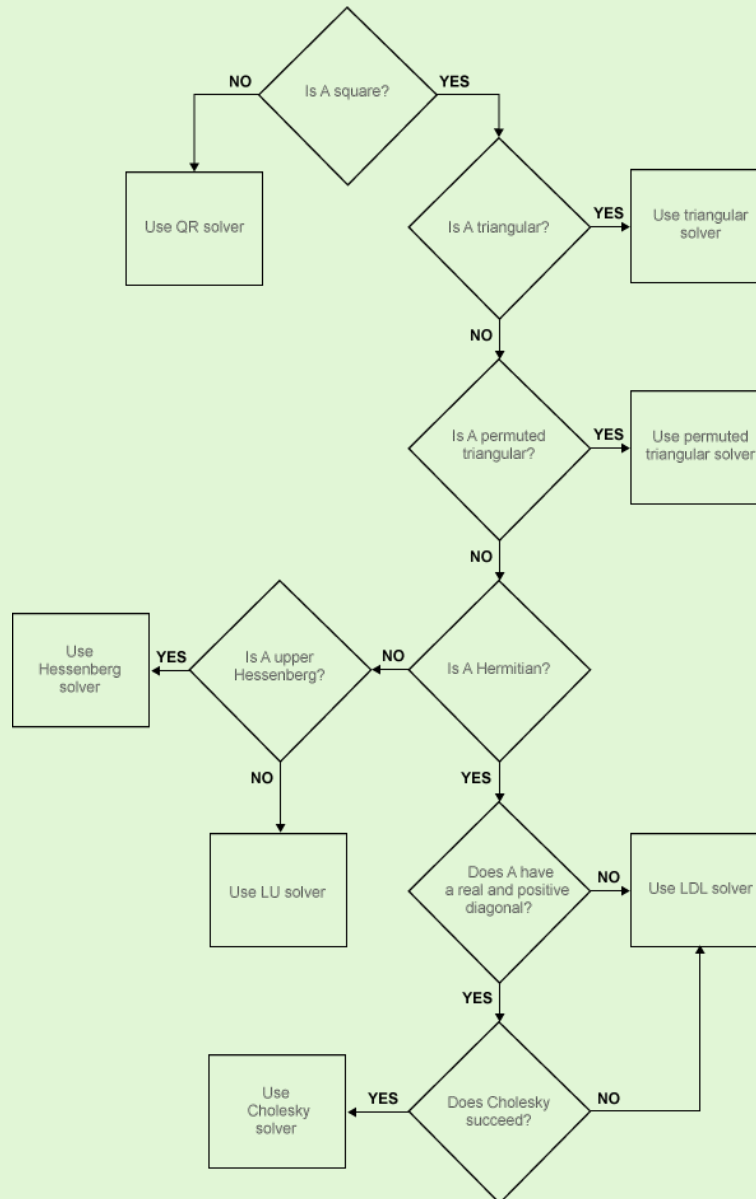 Is A square?
NO
YES
Use QR solver
Is A triangular?
YES
Use triangular
solver
NO
Is A permuted
triangular?
YES
Use permuted
triangular solver
NO
Is A Hermitian?
NO
Is A upper
Hessenberg?
YES
Use
Hessenberg
solver
NO
Use LU solver
YES
Does A have
a real and positive
diagonal?
NO
Use LDL solver
YES
Does Cholesky
succeed?
YES
Use
Cholesky
solver
NO